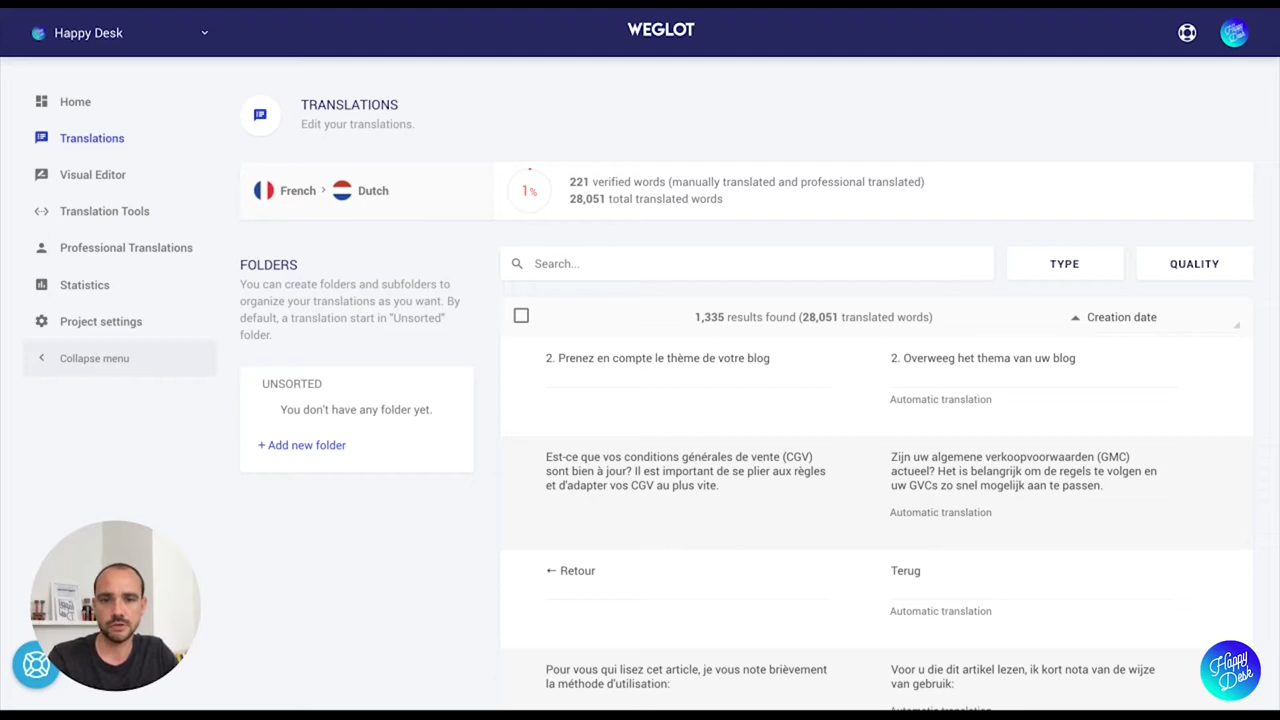 Happy Desk
WEGLOT
Home
Translations
Visual Editor
Translation Tools
Professional Translations
Statistics
Project settings
Collapse menu
TRANSLATIONS
Edit your translations.
French > Dutch
1%
221 verified words (manually translated and professional translated)
28,051 total translated words
FOLDERS
You can create folders and subfolders to
organize your translations as you want. By
default, a translation start in "Unsorted"
folder.
UNSORTED
You don't have any folder yet.
+ Add new folder
Search...
TYPE
QUALITY
1,335 results found (28,051 translated words)
Creation date
2. Prenez en compte le thème de votre blog
2. Overweeg het thema van uw blog
Automatic translation
Est-ce que vos conditions générales de vente (CGV)
sont bien à jour? Il est important de se plier aux règles
et d'adapter vos CGV au plus vite.
Zijn uw algemene verkoopvoorwaarden (GMC)
actueel? Het is belangrijk om de regels te volgen en
uw GVCs zo snel mogelijk aan te passen.
Automatic translation
← Retour
Terug
Automatic translation
Pour vous qui lisez cet article, je vous note brièvement
la méthode d'utilisation:
Voor u die dit artikel lezen, ik kort nota van de wijze
van gebruik:
Automatic translation
Happy
Desk